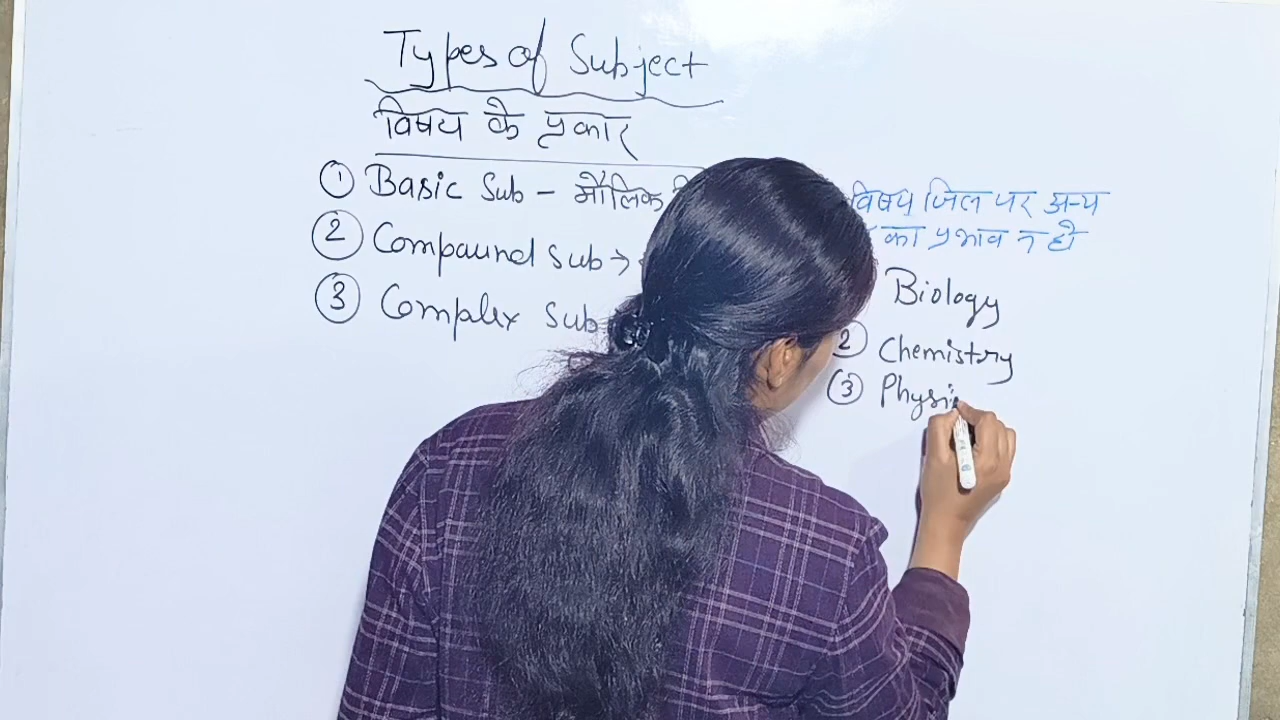 Types of Subject
विषय के प्रकार
① Basic Sub - मौलिक
② Compaund Sub →
③ Complex Sub
विषय जिल पर अन्य
का प्रभाव न हो
Biology
② Chemistry
③ Physi